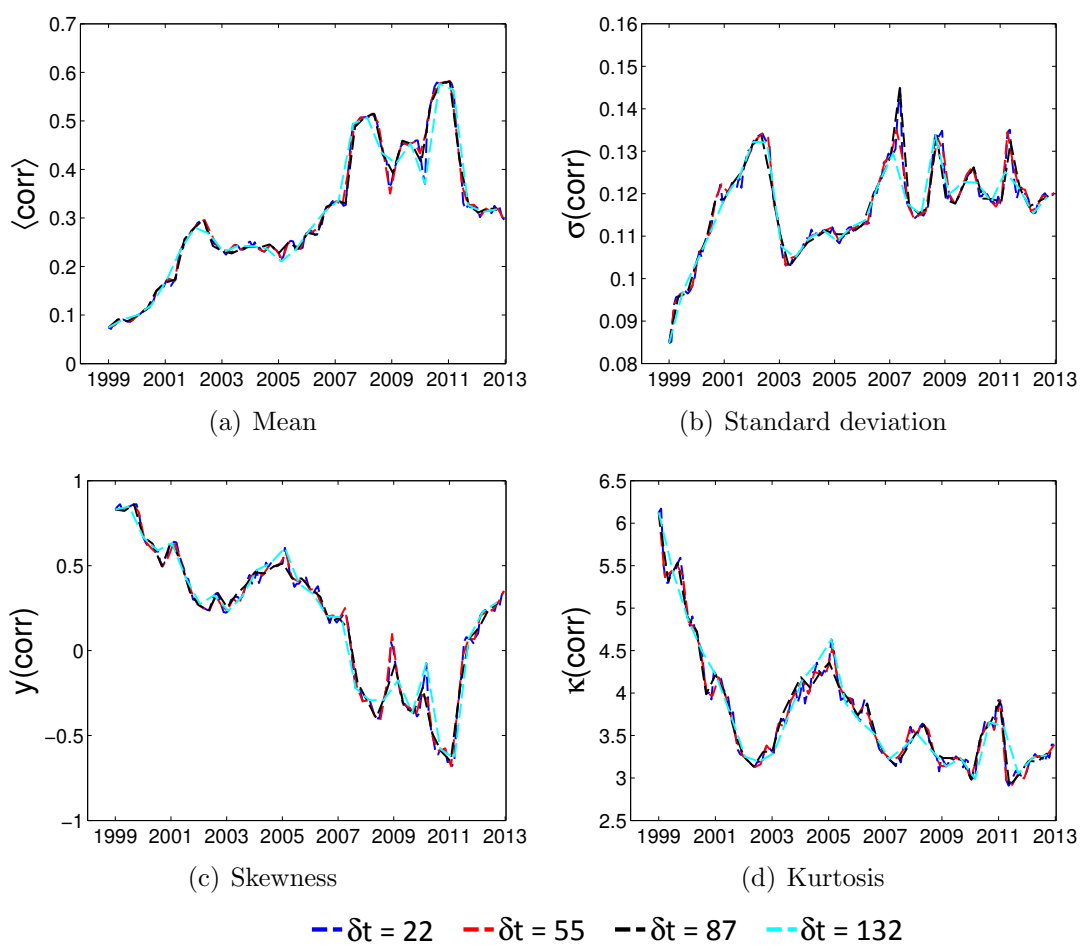 0.7
0.6
0.5
0.4
0.3
0.2
0.1
0
⟨corr⟩
1999 2001 2003 2005 2007 2009 2011 2013
(a) Mean
0.16
0.15
0.14
0.13
0.12
0.11
0.1
0.09
0.08
σ(corr)
1999 2001 2003 2005 2007 2009 2011 2013
(b) Standard deviation
1
0.5
0
−0.5
−1
y(corr)
1999 2001 2003 2005 2007 2009 2011 2013
(c) Skewness
6.5
6
5.5
5
4.5
4
3.5
3
2.5
κ(corr)
1999 2001 2003 2005 2007 2009 2011 2013
(d) Kurtosis
δt = 22 δt = 55 δt = 87 δt = 132